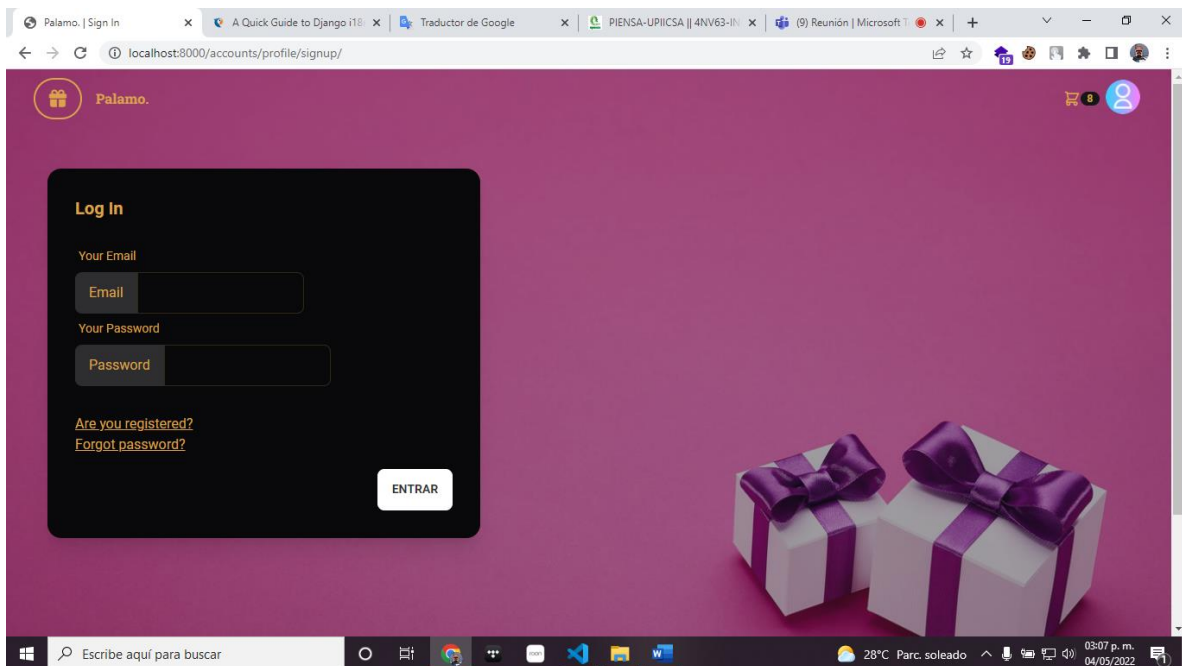 Palamo. | Sign In
A Quick Guide to Django i18
Traductor de Google
PIENSA-UPIICSA || 4NV63-IN
(9) Reunión | Microsoft T
localhost:8000/accounts/profile/signup/
19
Palamo.
8
Log In
Your Email
Email
Your Password
Password
Are you registered?
Forgot password?
ENTRAR
Escribe aquí para buscar
28°C Parc. soleado
03:07 p. m.
04/05/2022
1